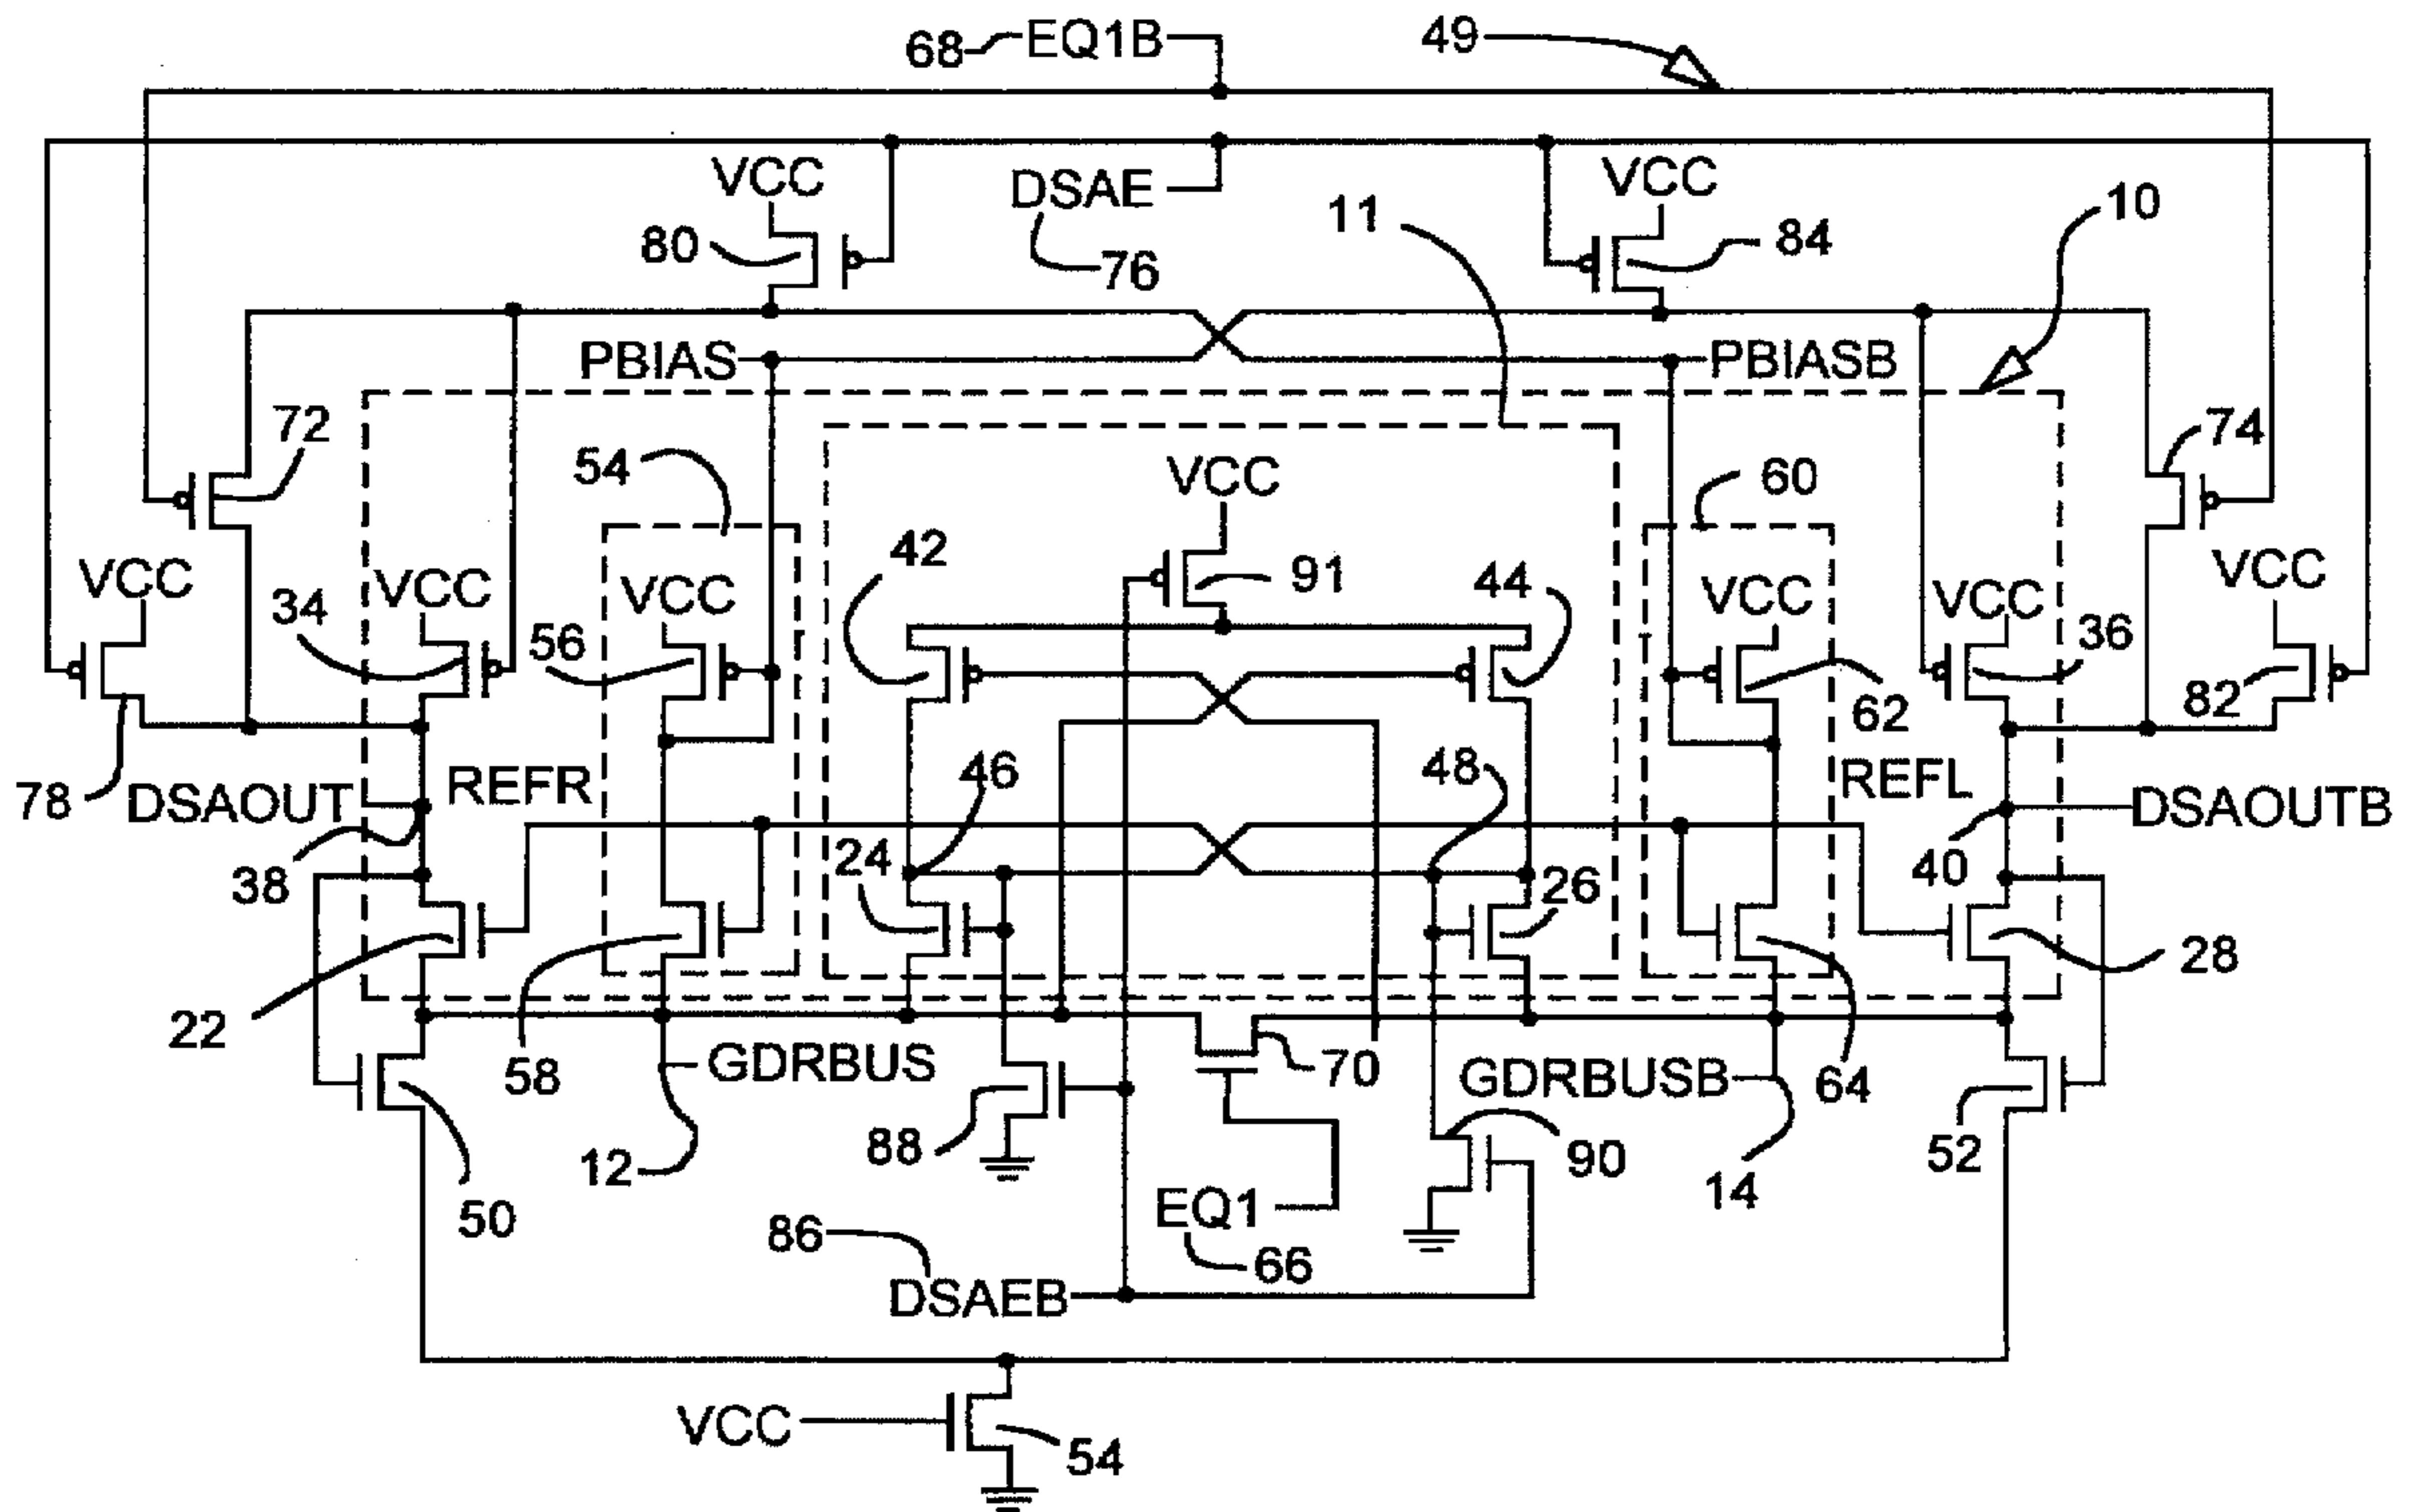 68 EQ1B 49
VCC DSAE VCC
80 76 11 84 10
PBIAS PBIASB
72 54 VCC 60 74
42 91 44
VCC VCC VCC VCC VCC VCC
34 56 62 36 82
78 DSAOUT REFR 46 48 REFL DSAOUTB
38 24 26 40
22 58 GDRBUS 70 GDRBUSB 64 28
50 12 88 90 14 52
EQ1
86 66
DSAEB
VCC 54